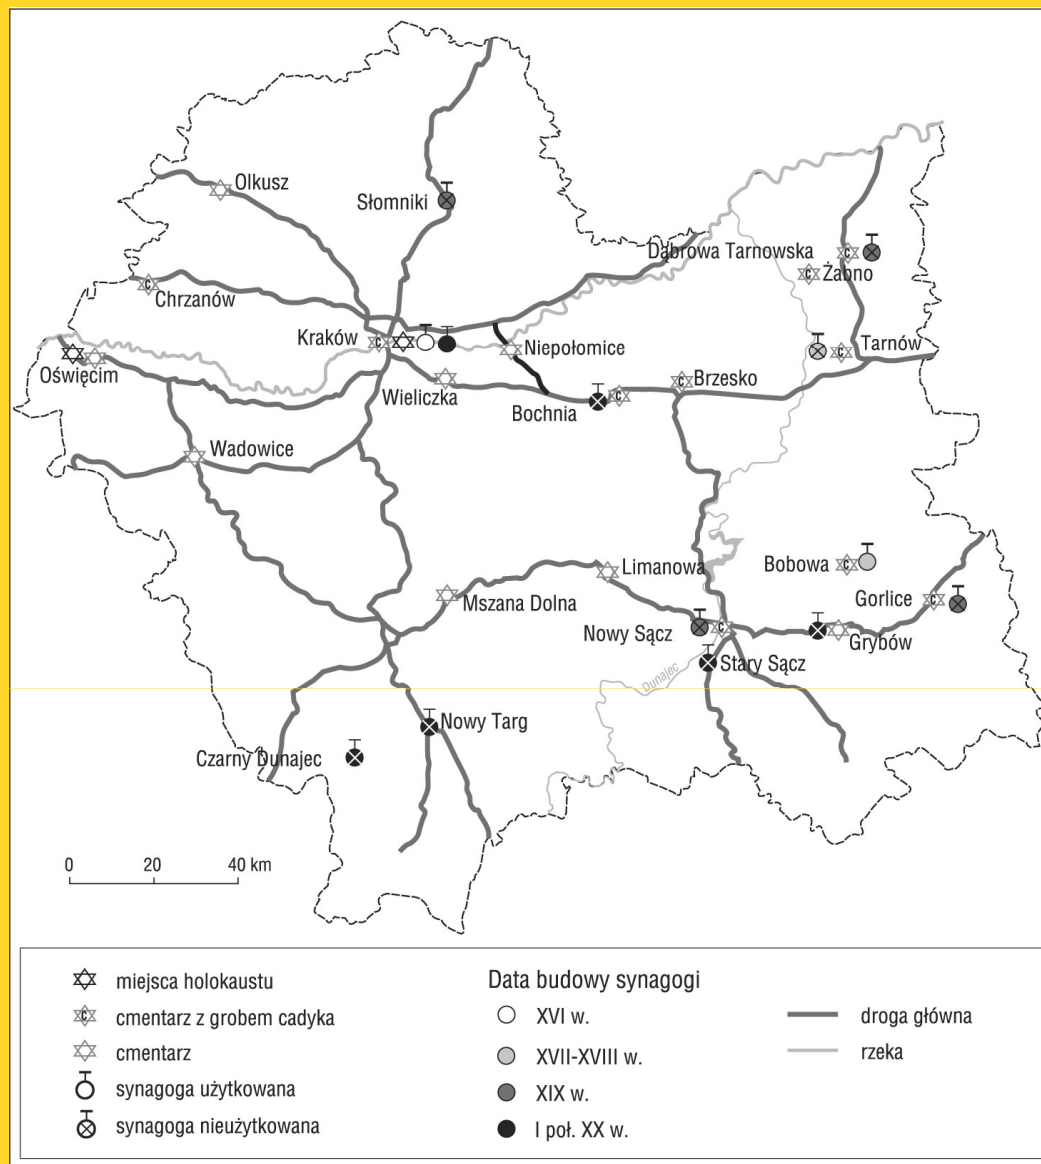 Olkusz
Słomniki
Dąbrowa Tarnowska
C
C
Żabno
C
Chrzanów
Kraków
C
Niepołomice
C
Tarnów
Oświęcim
Wieliczka
C
Brzesko
Bochnia
C
Wadowice
Limanowa
Bobowa
C
Mszana Dolna
Gorlice
C
Nowy Sącz
C
Grybów
Stary Sącz
Dunajec
Nowy Targ
Czarny Dunajec
0 20 40 km
miejsca holokaustu
C
cmentarz z grobem cadyka
cmentarz
synagoga użytkowana
synagoga nieużytkowana
Data budowy synagogi
XVI w.
XVII-XVIII w.
XIX w.
I poł. XX w.
droga główna
rzeka